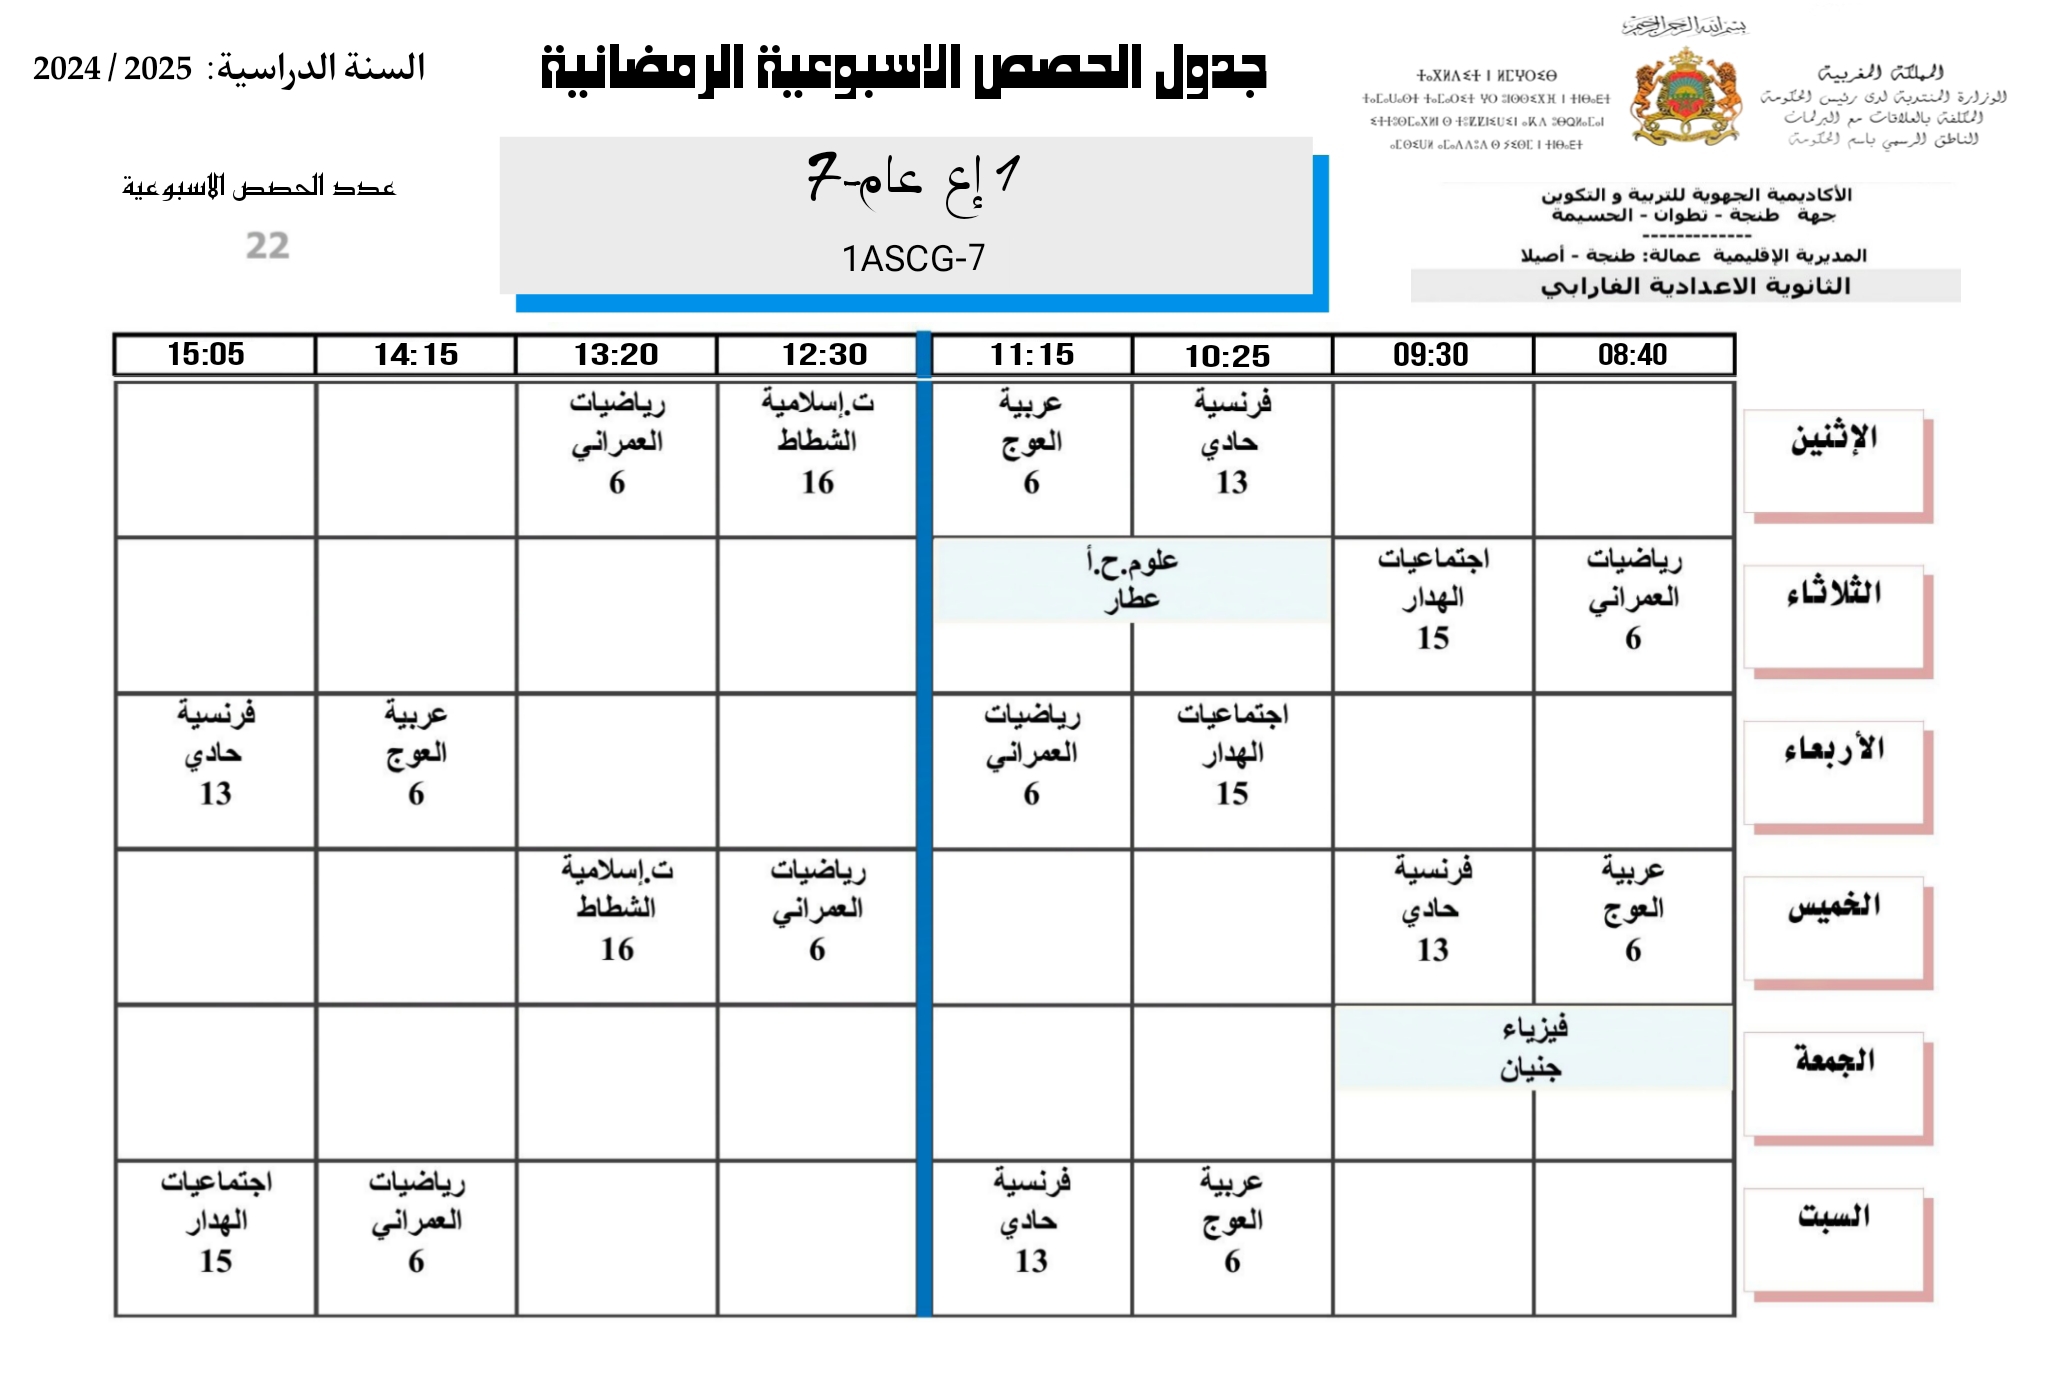 بسم الله الرحمن الرحيم
المملكة المغربية
الوزارة المنتدبة لدى رئيس الحكومة
المكلفة بالعلاقات مع البرلمان
الناطق الرسمي باسم الحكومة
ⵜⴰⴳⵍⴷⵉⵜ ⵏ ⵍⵎⵖⵔⵉⴱ
الأكاديمية الجهوية للتربية و التكوين
جهة طنجة - تطوان - الحسيمة
-------------
المديرية الإقليمية عمالة: طنجة - أصيلا
الثانوية الاعدادية الفارابي
جدول الحصص الاسبوعية الرمضانية
1 إع عام-7
1ASCG-7
السنة الدراسية: 2025 / 2024
عدد الحصص الاسبوعية
22
08:40 09:30 10:25 11:15 12:30 13:20 14:15 15:05
الإثنين
فرنسية
حادي
13
عربية
العوج
6
ت.إسلامية
الشطاط
16
رياضيات
العمراني
6
الثلاثاء
رياضيات
العمراني
6
اجتماعيات
الهدار
15
علوم.ح.أ
عطار
الأربعاء
اجتماعيات
الهدار
15
رياضيات
العمراني
6
عربية
العوج
6
فرنسية
حادي
13
الخميس
عربية
العوج
6
فرنسية
حادي
13
رياضيات
العمراني
6
ت.إسلامية
الشطاط
16
الجمعة
فيزياء
جنيان
السبت
عربية
العوج
6
فرنسية
حادي
13
رياضيات
العمراني
6
اجتماعيات
الهدار
15